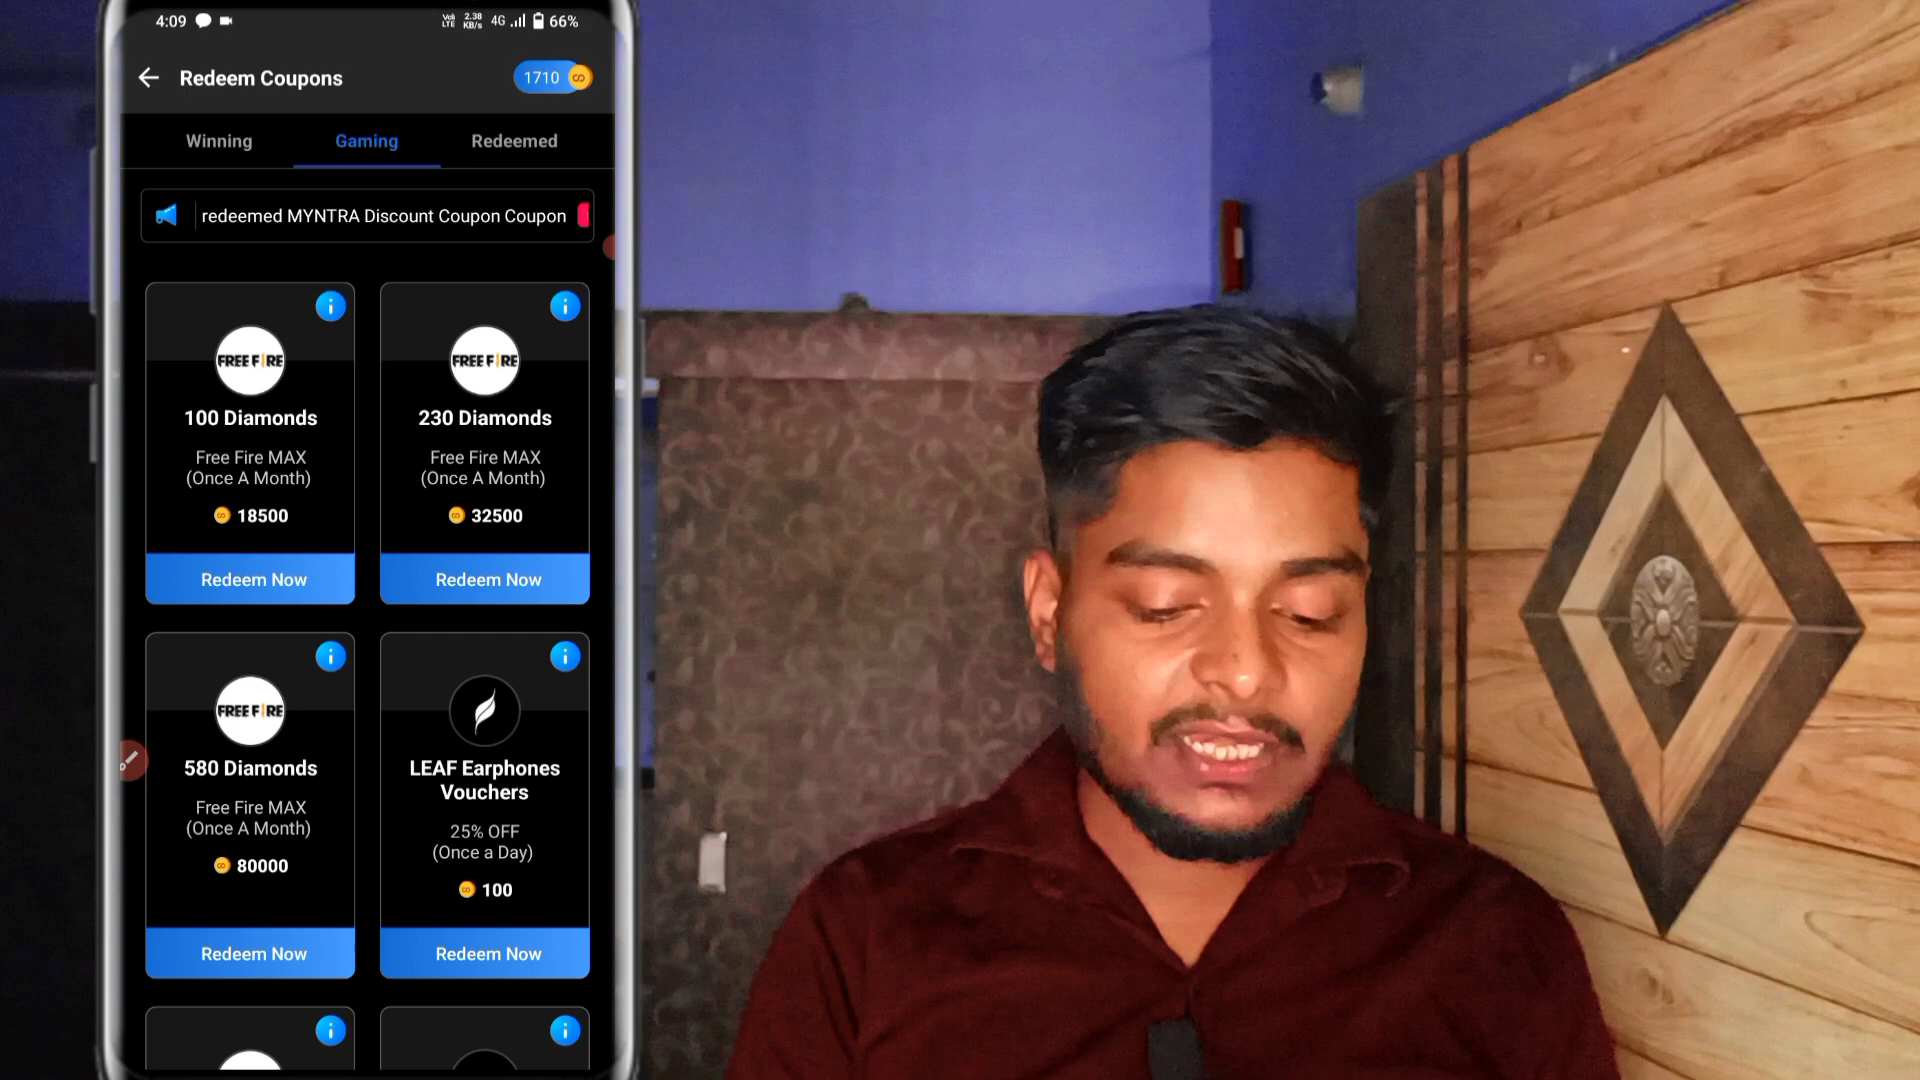 4:09
Vo)
LTE
2.38
KB/s
4G
66%
Redeem Coupons
1710
Winning
Gaming
Redeemed
redeemed MYNTRA Discount Coupon Coupon
FREE FIRE
100 Diamonds
Free Fire MAX
(Once A Month)
18500
Redeem Now
FREE FIRE
230 Diamonds
Free Fire MAX
(Once A Month)
32500
Redeem Now
FREE FIRE
580 Diamonds
Free Fire MAX
(Once A Month)
80000
Redeem Now
LEAF Earphones
Vouchers
25% OFF
(Once a Day)
100
Redeem Now